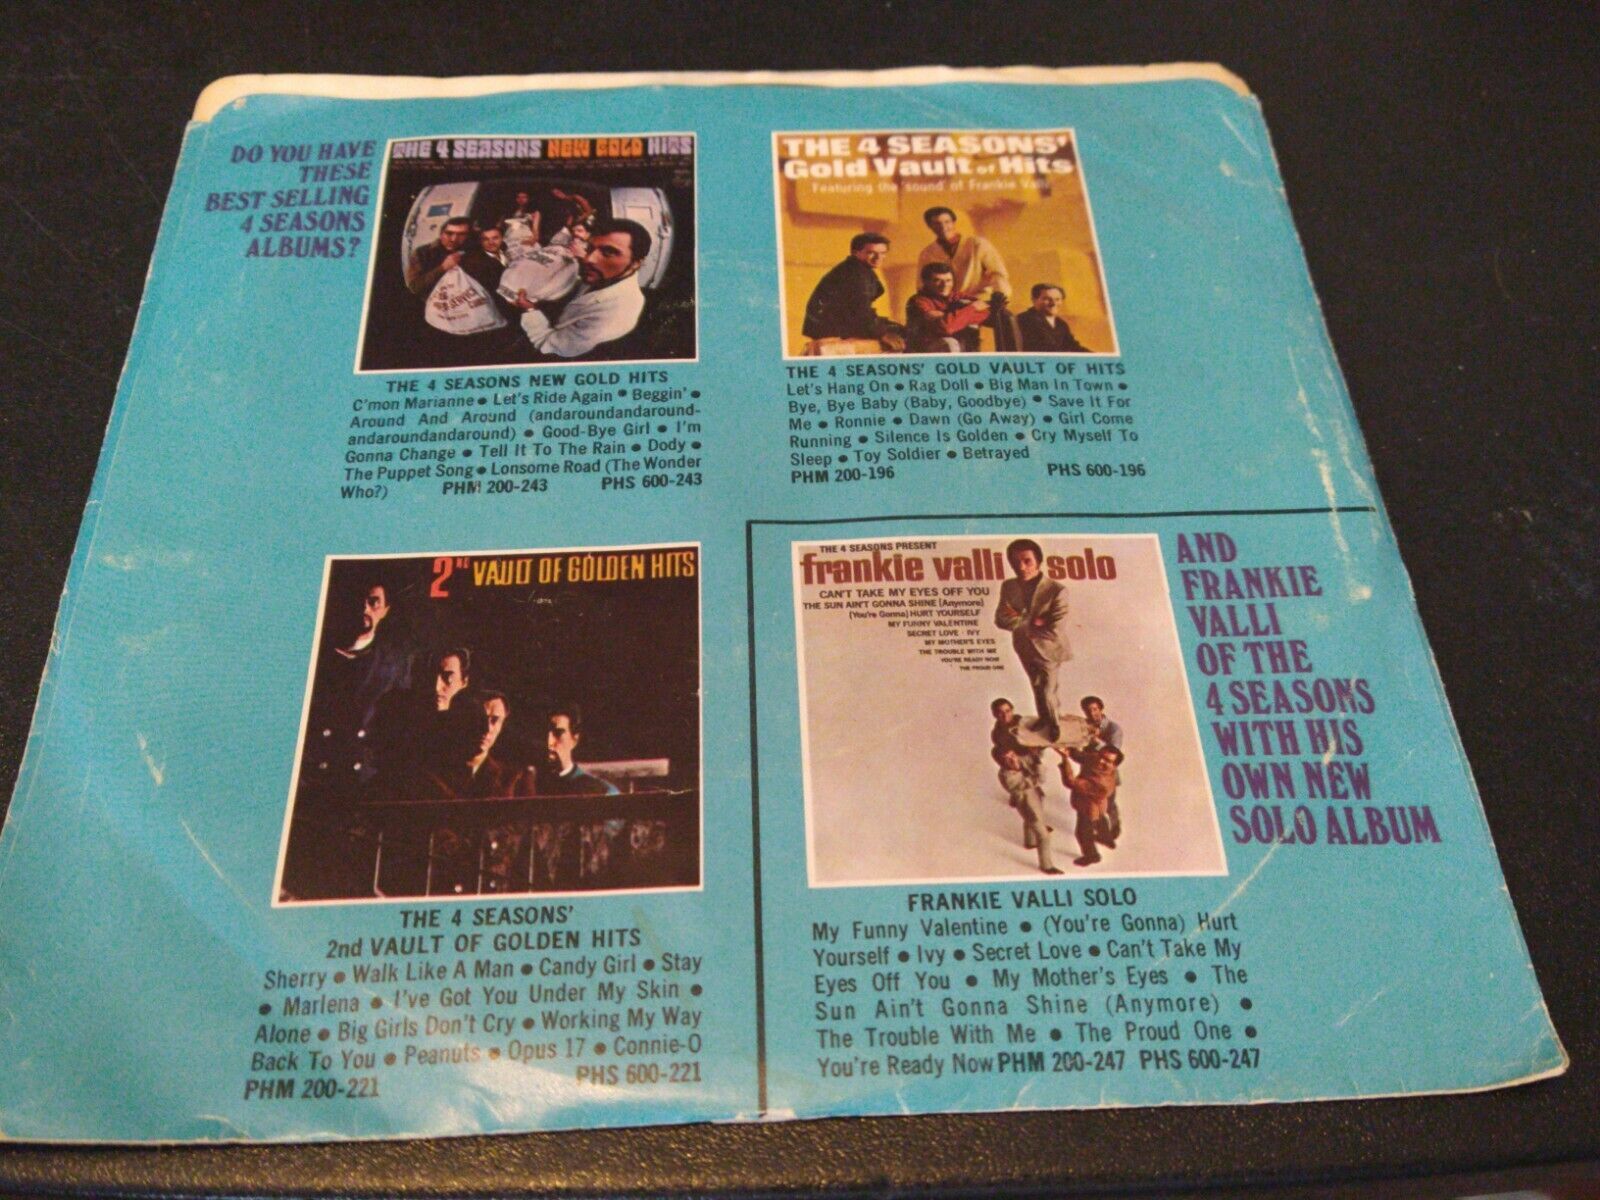 DO YOU HAVE
THESE
BEST SELLING
4 SEASONS
ALBUMS?
THE 4 SEASONS NEW GOLD HITS
THE 4 SEASONS NEW GOLD HITS
C'mon Marianne • Let's Ride Again • Beggin' •
Around And Around (andaroundandaround-
andaroundandaround) • Good-Bye Girl • I'm
Gonna Change • Tell It To The Rain • Dody •
The Puppet Song • Lonsome Road (The Wonder
Who?) PHM 200-243 PHS 600-243
THE 4 SEASONS'
Gold Vault of Hits
Featuring the 'sound' of Frankie Valli
THE 4 SEASONS' GOLD VAULT OF HITS
Let's Hang On • Rag Doll • Big Man In Town •
Bye, Bye Baby (Baby, Goodbye) • Save It For
Me • Ronnie • Dawn (Go Away) • Girl Come
Running • Silence Is Golden • Cry Myself To
Sleep • Toy Soldier • Betrayed
PHM 200-196 PHS 600-196
2ND VAULT OF GOLDEN HITS
THE 4 SEASONS'
2nd VAULT OF GOLDEN HITS
Sherry • Walk Like A Man • Candy Girl • Stay
• Marlena • I've Got You Under My Skin •
Alone • Big Girls Don't Cry • Working My Way
Back To You • Peanuts • Opus 17 • Connie-O
PHM 200-221 PHS 600-221
THE 4 SEASONS PRESENT
frankie valli solo
CAN'T TAKE MY EYES OFF YOU
THE SUN AIN'T GONNA SHINE (Anymore)
(You're Gonna) HURT YOURSELF
MY FUNNY VALENTINE
SECRET LOVE · IVY
MY MOTHER'S EYES
THE TROUBLE WITH ME
YOU'RE READY NOW
THE PROUD ONE
AND
FRANKIE
VALLI
OF THE
4 SEASONS
WITH HIS
OWN NEW
SOLO ALBUM
FRANKIE VALLI SOLO
My Funny Valentine • (You're Gonna) Hurt
Yourself • Ivy • Secret Love • Can't Take My
Eyes Off You • My Mother's Eyes • The
Sun Ain't Gonna Shine (Anymore) •
The Trouble With Me • The Proud One •
You're Ready Now PHM 200-247 PHS 600-247